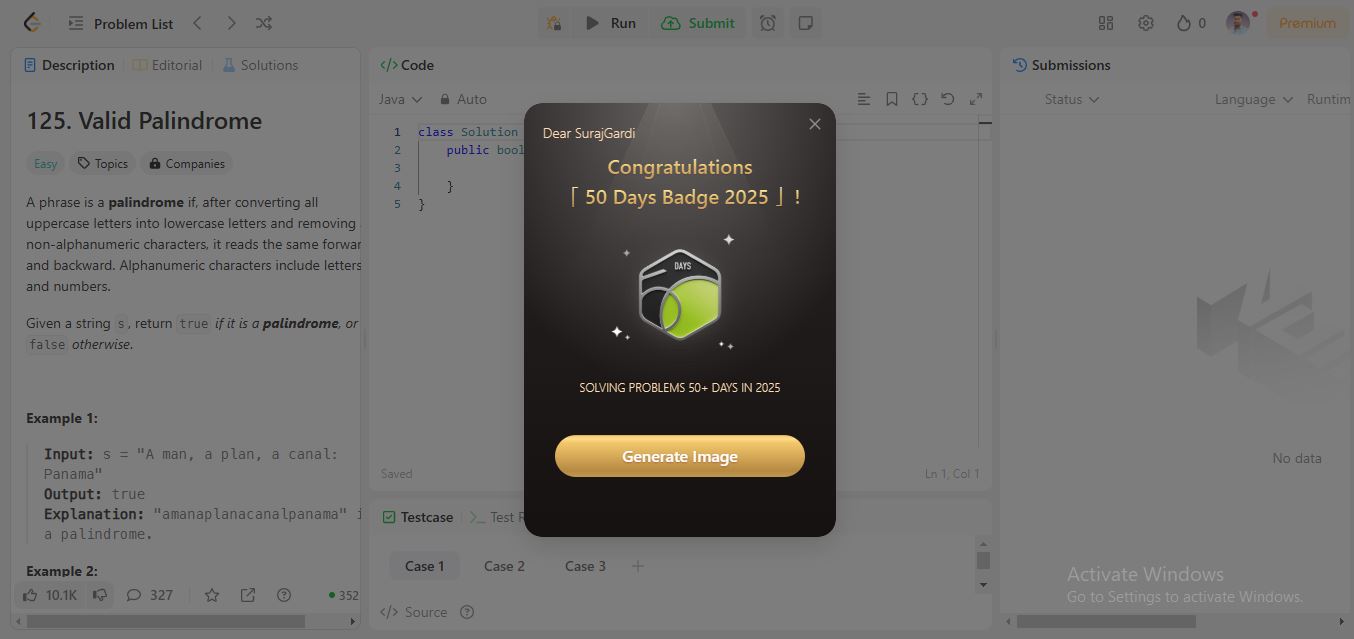 Problem List
Run
Submit
0
Premium
Description
Editorial
Solutions
125. Valid Palindrome
Easy
Topics
Companies
A phrase is a palindrome if, after converting all
uppercase letters into lowercase letters and removing
non-alphanumeric characters, it reads the same forwar
and backward. Alphanumeric characters include letters
and numbers.
Given a string s, return true if it is a palindrome, or
false otherwise.
Example 1:
Input: s = "A man, a plan, a canal:
Panama"
Output: true
Explanation: "amanaplanacanalpanama" i
a palindrome.
Example 2:
10.1K
327
352
</> Code
Java
Auto
1 class Solution
2 public bool
3
4 }
5 }
Saved
Ln 1, Col 1
Testcase
Test R
Case 1
Case 2
Case 3
</> Source
Dear SurajGardi
Congratulations
「 50 Days Badge 2025 」 !
DAYS
SOLVING PROBLEMS 50+ DAYS IN 2025
Generate Image
Submissions
Status
Language
Runtim
No data
Activate Windows
Go to Settings to activate Windows.